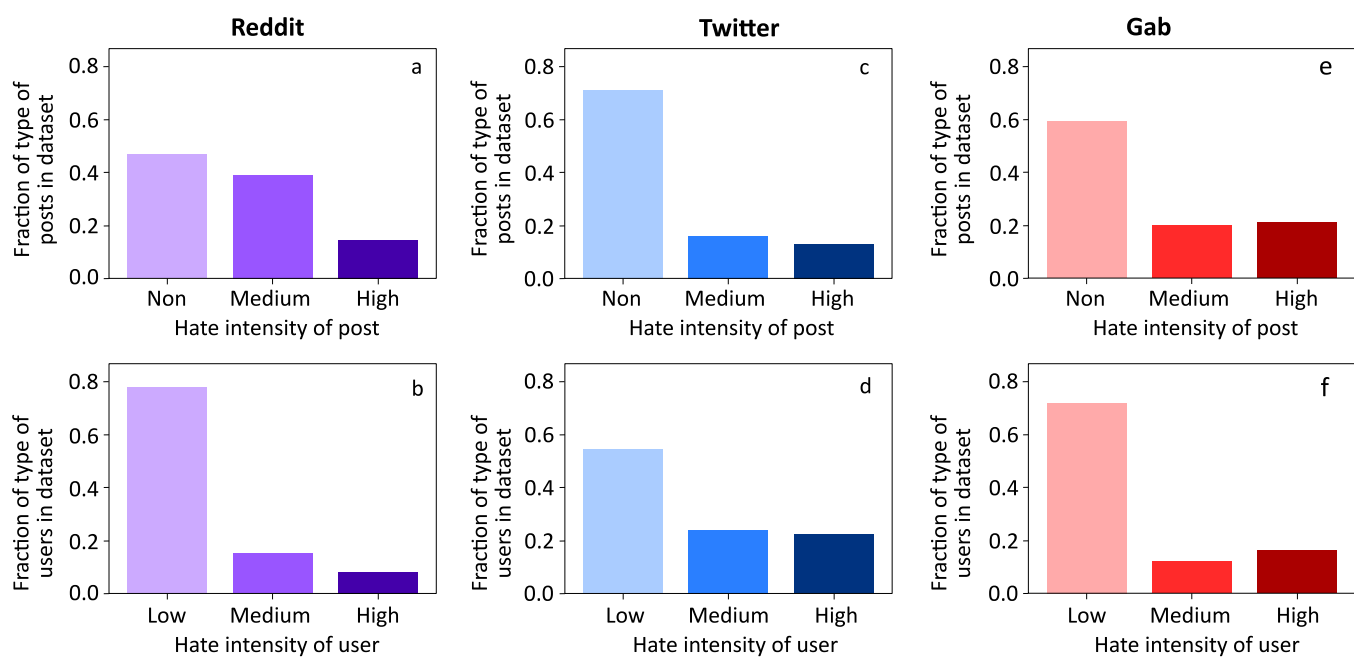 Reddit
Twitter
Gab
Fraction of type of
posts in dataset
0.8
0.6
0.4
0.2
0.0
a
Non
Medium
High
Hate intensity of post
Fraction of type of
posts in dataset
0.8
0.6
0.4
0.2
0.0
c
Non
Medium
High
Hate intensity of post
Fraction of type of
posts in dataset
0.8
0.6
0.4
0.2
0.0
e
Non
Medium
High
Hate intensity of post
Fraction of type of
users in dataset
0.8
0.6
0.4
0.2
0.0
b
Low
Medium
High
Hate intensity of user
Fraction of type of
users in dataset
0.8
0.6
0.4
0.2
0.0
d
Low
Medium
High
Hate intensity of user
Fraction of type of
users in dataset
0.8
0.6
0.4
0.2
0.0
f
Low
Medium
High
Hate intensity of user